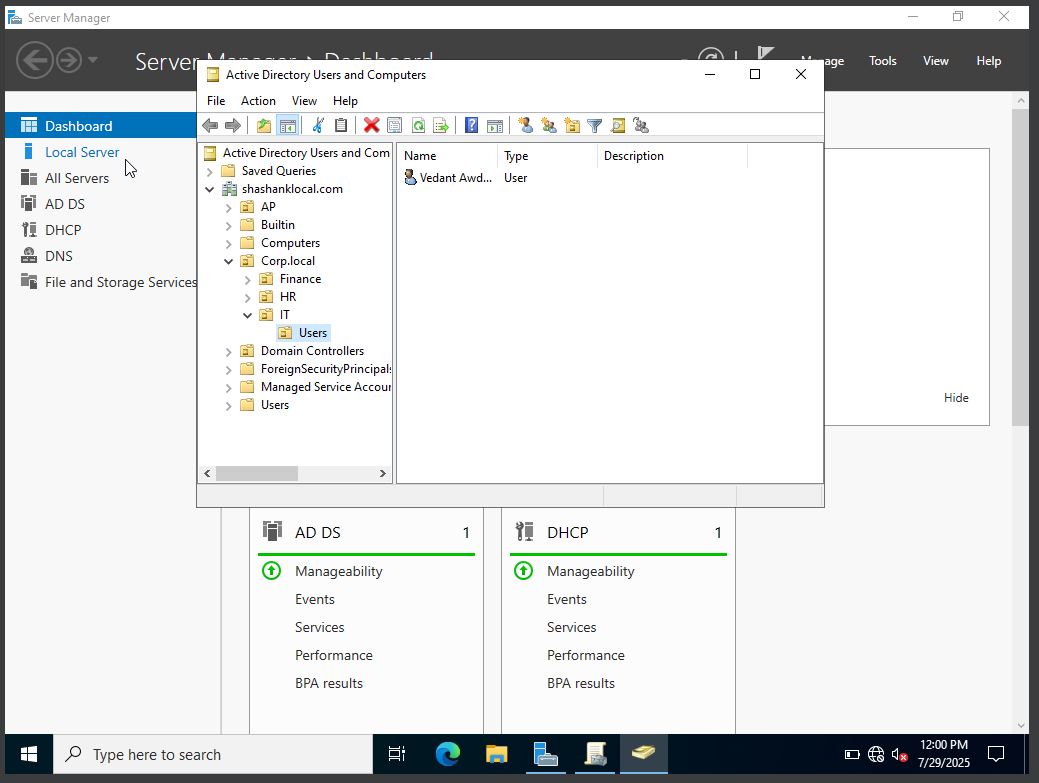 Server Manager
Server Manager › Dashboard
Manage Tools View Help
Dashboard
Local Server
All Servers
AD DS
DHCP
DNS
File and Storage Services
Active Directory Users and Computers
File Action View Help
Active Directory Users and Com
Saved Queries
shashanklocal.com
AP
Builtin
Computers
Corp.local
Finance
HR
IT
Users
Domain Controllers
ForeignSecurityPrincipals
Managed Service Accour
Users
Name Type Description
Vedant Awd... User
Hide
AD DS 1
Manageability
Events
Services
Performance
BPA results
DHCP 1
Manageability
Events
Services
Performance
BPA results
Type here to search
12:00 PM
7/29/2025